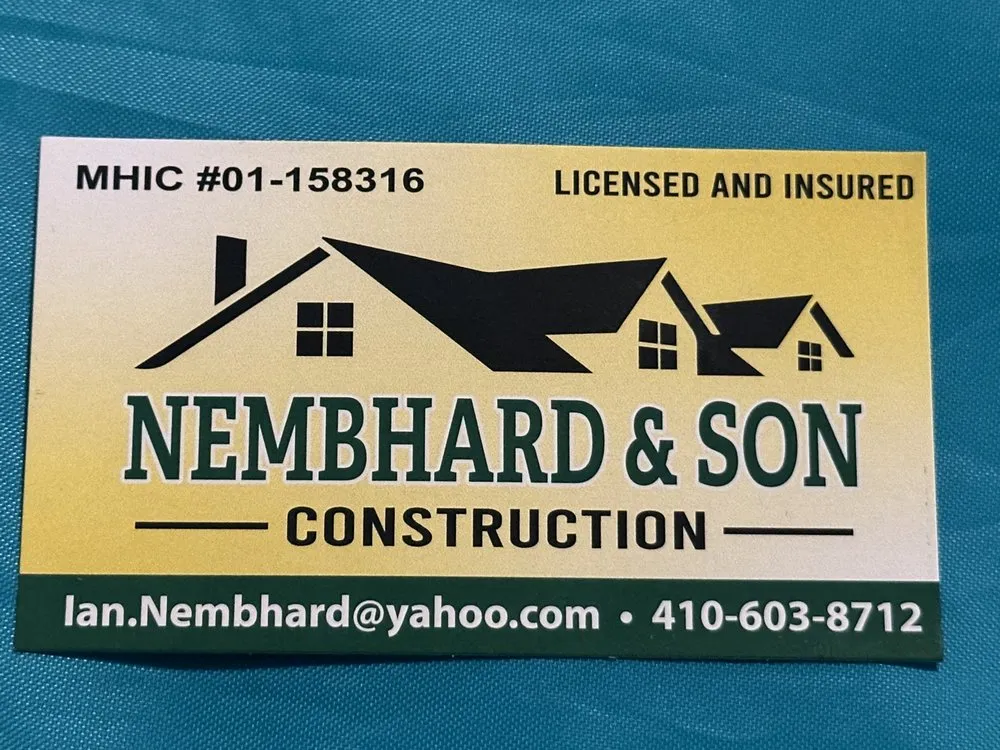 MHIC #01-158316
LICENSED AND INSURED
NEMBHARD & SON
CONSTRUCTION
Ian.Nembhard@yahoo.com • 410-603-8712